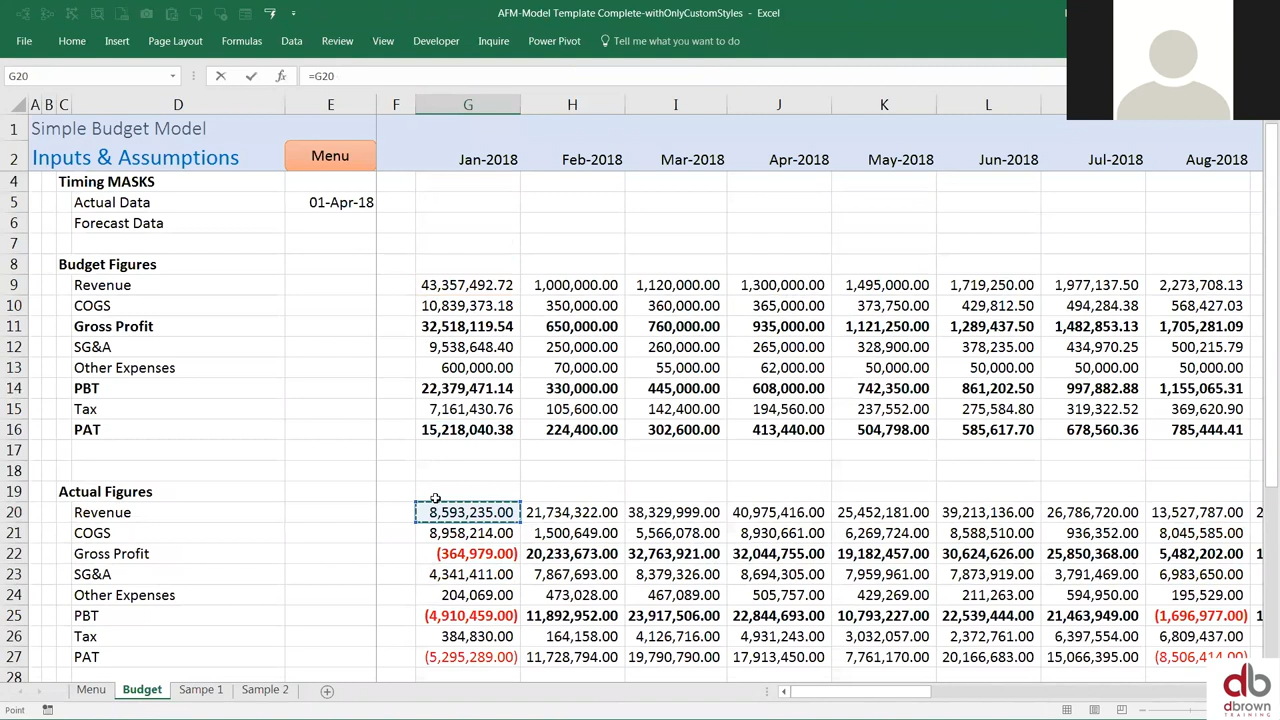 AFM-Model Template Complete-withOnlyCustomStyles - Excel
File Home Insert Page Layout Formulas Data Review View Developer Inquire Power Pivot Tell me what you want to do
G20 fx =G20
A B C D E F G H I J K L
1 Simple Budget Model
2 Inputs & Assumptions Menu Jan-2018 Feb-2018 Mar-2018 Apr-2018 May-2018 Jun-2018 Jul-2018 Aug-2018
4 Timing MASKS
5 Actual Data 01-Apr-18
6 Forecast Data
7
8 Budget Figures
9 Revenue 43,357,492.72 1,000,000.00 1,120,000.00 1,300,000.00 1,495,000.00 1,719,250.00 1,977,137.50 2,273,708.13
10 COGS 10,839,373.18 350,000.00 360,000.00 365,000.00 373,750.00 429,812.50 494,284.38 568,427.03
11 Gross Profit 32,518,119.54 650,000.00 760,000.00 935,000.00 1,121,250.00 1,289,437.50 1,482,853.13 1,705,281.09
12 SG&A 9,538,648.40 250,000.00 260,000.00 265,000.00 328,900.00 378,235.00 434,970.25 500,215.79
13 Other Expenses 600,000.00 70,000.00 55,000.00 62,000.00 50,000.00 50,000.00 50,000.00 50,000.00
14 PBT 22,379,471.14 330,000.00 445,000.00 608,000.00 742,350.00 861,202.50 997,882.88 1,155,065.31
15 Tax 7,161,430.76 105,600.00 142,400.00 194,560.00 237,552.00 275,584.80 319,322.52 369,620.90
16 PAT 15,218,040.38 224,400.00 302,600.00 413,440.00 504,798.00 585,617.70 678,560.36 785,444.41
17
18
19 Actual Figures
20 Revenue 8,593,235.00 21,734,322.00 38,329,999.00 40,975,416.00 25,452,181.00 39,213,136.00 26,786,720.00 13,527,787.00 2
21 COGS 8,958,214.00 1,500,649.00 5,566,078.00 8,930,661.00 6,269,724.00 8,588,510.00 936,352.00 8,045,585.00
22 Gross Profit (364,979.00) 20,233,673.00 32,763,921.00 32,044,755.00 19,182,457.00 30,624,626.00 25,850,368.00 5,482,202.00 1
23 SG&A 4,341,411.00 7,867,693.00 8,379,326.00 8,694,305.00 7,959,961.00 7,873,919.00 3,791,469.00 6,983,650.00
24 Other Expenses 204,069.00 473,028.00 467,089.00 505,757.00 429,269.00 211,263.00 594,950.00 195,529.00
25 PBT (4,910,459.00) 11,892,952.00 23,917,506.00 22,844,693.00 10,793,227.00 22,539,444.00 21,463,949.00 (1,696,977.00) 1
26 Tax 384,830.00 164,158.00 4,126,716.00 4,931,243.00 3,032,057.00 2,372,761.00 6,397,554.00 6,809,437.00
27 PAT (5,295,289.00) 11,728,794.00 19,790,790.00 17,913,450.00 7,761,170.00 20,166,683.00 15,066,395.00 (8,506,414.
28
Menu Budget Sampe 1 Sample 2
Point
db
dbrown
TRAINING